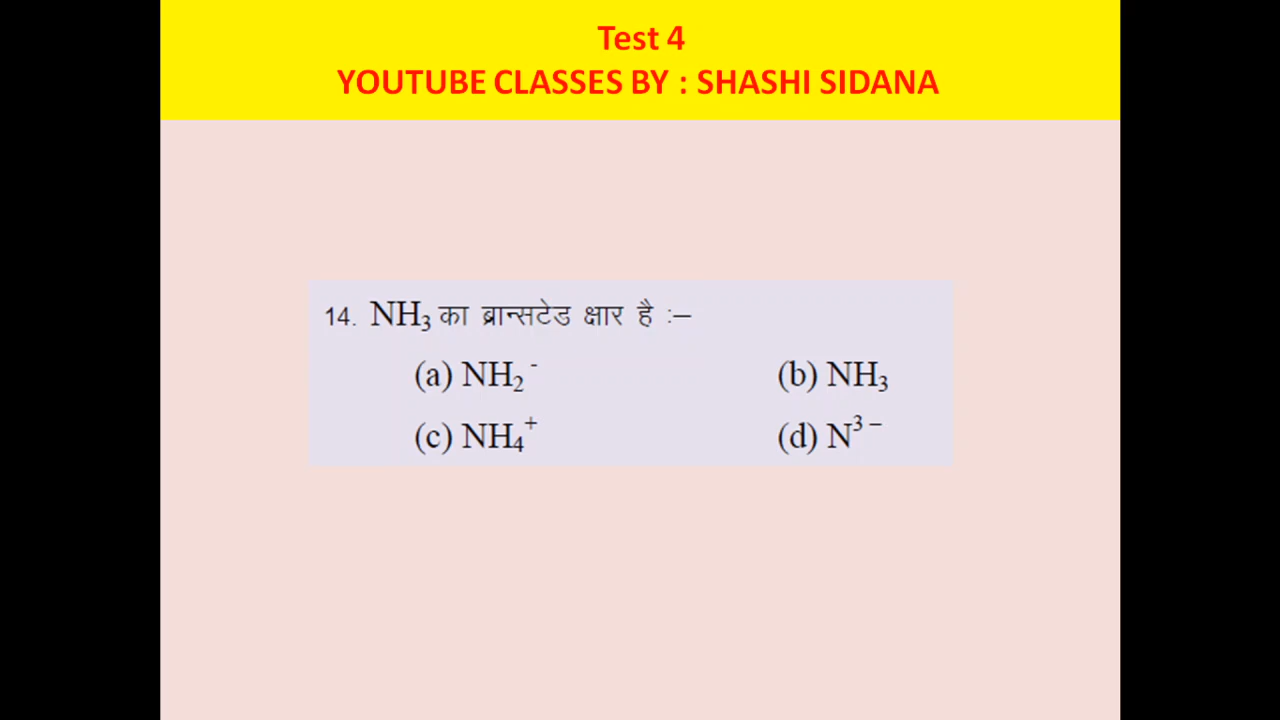 Test 4
YOUTUBE CLASSES BY : SHASHI SIDANA
14. NH₃ का ब्रान्सटेड क्षार है :–
(a) NH₂⁻ (b) NH₃
(c) NH₄⁺ (d) N³⁻